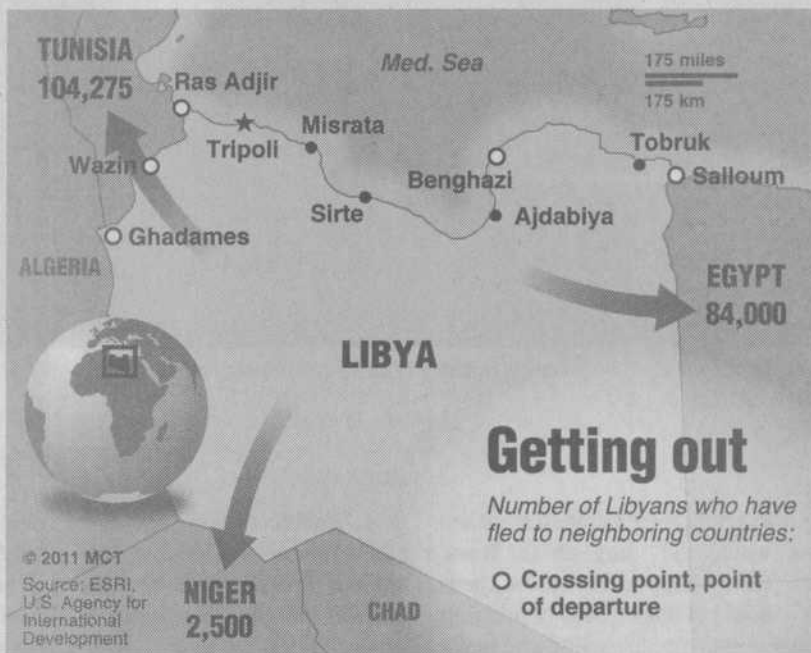 TUNISIA
104,275
Med. Sea
175 miles
175 km
Ras Adjir
Tripoli
Misrata
Wazin
Sirte
Benghazi
Tobruk
Salloum
Ajdabiya
Ghadames
ALGERIA
EGYPT
84,000
LIBYA
Getting out
Number of Libyans who have
fled to neighboring countries:
Crossing point, point
of departure
© 2011 MCT
Source: ESRI,
U.S. Agency for
International
Development
NIGER
2,500
CHAD